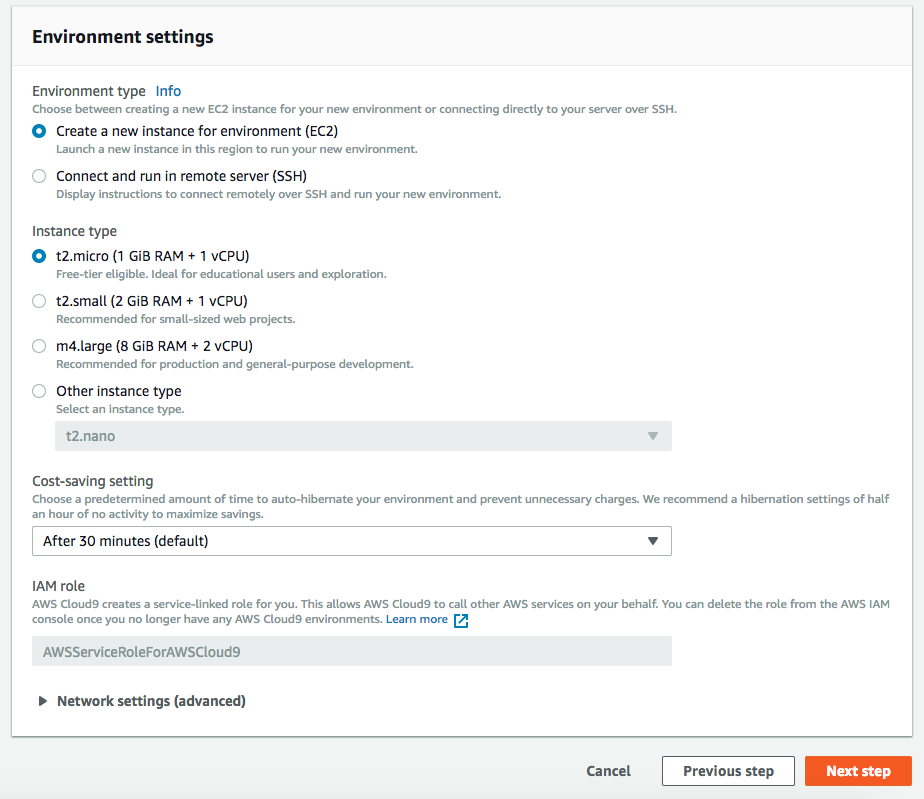 Environment settings
Environment type Info
Choose between creating a new EC2 instance for your new environment or connecting directly to your server over SSH.
Create a new instance for environment (EC2)
Launch a new instance in this region to run your new environment.
Connect and run in remote server (SSH)
Display instructions to connect remotely over SSH and run your new environment.
Instance type
t2.micro (1 GiB RAM + 1 vCPU)
Free-tier eligible. Ideal for educational users and exploration.
t2.small (2 GiB RAM + 1 vCPU)
Recommended for small-sized web projects.
m4.large (8 GiB RAM + 2 vCPU)
Recommended for production and general-purpose development.
Other instance type
Select an instance type.
t2.nano
Cost-saving setting
Choose a predetermined amount of time to auto-hibernate your environment and prevent unnecessary charges. We recommend a hibernation settings of half
an hour of no activity to maximize savings.
After 30 minutes (default)
IAM role
AWS Cloud9 creates a service-linked role for you. This allows AWS Cloud9 to call other AWS services on your behalf. You can delete the role from the AWS IAM
console once you no longer have any AWS Cloud9 environments. Learn more
AWSServiceRoleForAWSCloud9
Network settings (advanced)
Cancel Previous step Next step